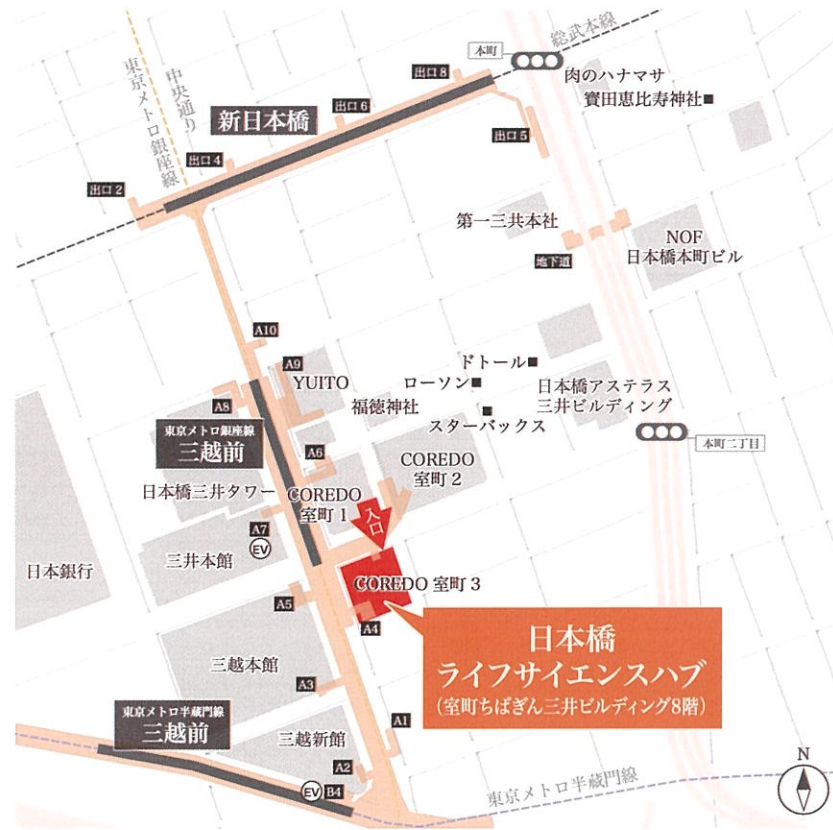 本町
総武本線
肉のハナマサ
寶田恵比寿神社
中央通り
東京メトロ銀座線
新日本橋
出口8
出口6
出口4
出口2
出口5
第一三共本社
地下道
NOF
日本橋本町ビル
A10
A9
YUITO
A8
東京メトロ銀座線
三越前
A6
ドトール
ローソン
福徳神社
スターバックス
日本橋アステラス
三井ビルディング
本町二丁目
COREDO
室町2
日本橋三井タワー
COREDO
室町1
入口
A7
EV
三井本館
日本銀行
COREDO 室町3
A5
A4
日本橋
ライフサイエンスハブ
(室町ちばぎん三井ビルディング8階)
三越本館
A3
東京メトロ半蔵門線
三越前
三越新館
A1
A2
EV
B4
東京メトロ半蔵門線
N